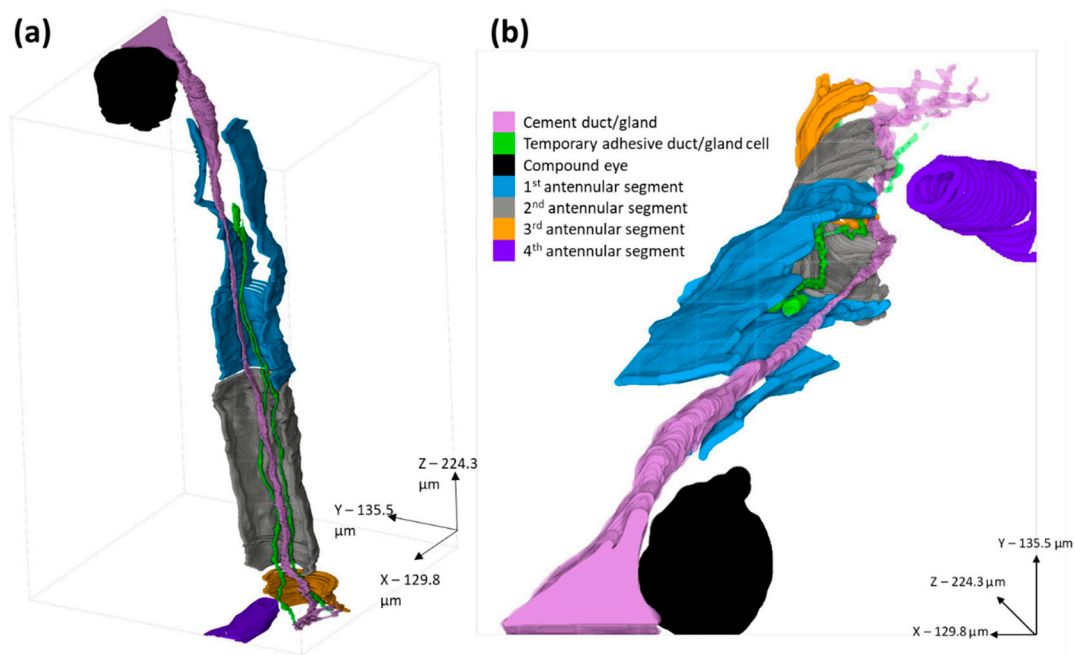 (a)
(b)
Cement duct/gland
Temporary adhesive duct/gland cell
Compound eye
1st antennular segment
2nd antennular segment
3rd antennular segment
4th antennular segment
Z – 224.3
μm
Y – 135.5
μm
X – 129.8
μm
Y – 135.5 μm
Z – 224.3 μm
X – 129.8 μm